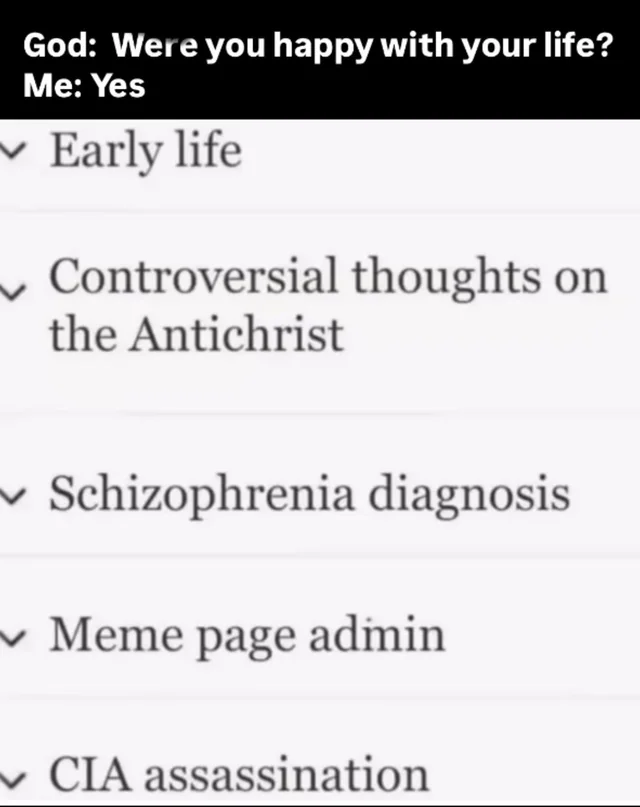 God: Were you happy with your life?
Me: Yes
Early life
Controversial thoughts on
the Antichrist
Schizophrenia diagnosis
Meme page admin
CIA assassination